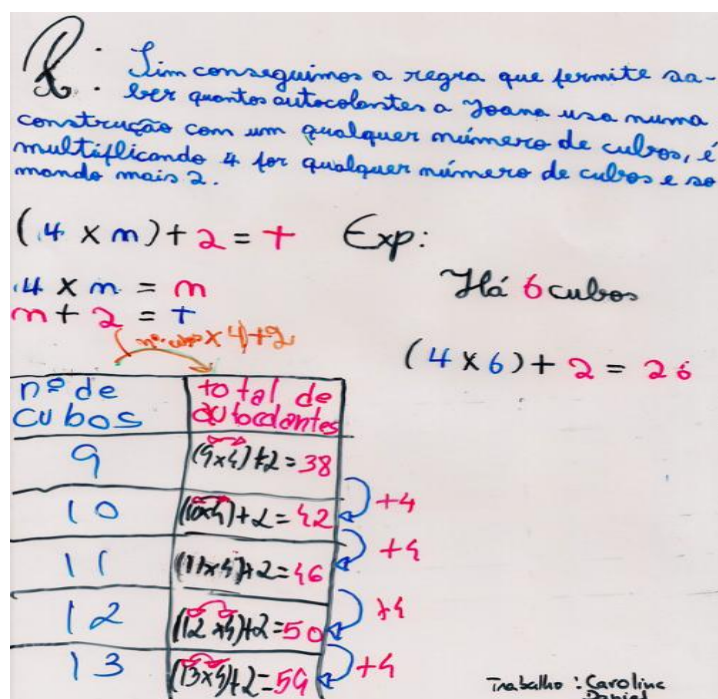 R: Sim conseguimos a regra que permite sa-
ber quantos autocolantes a Joana usa numa
construção com um qualquer número de cubos, é
multiplicando 4 por qualquer número de cubos e so
mando mais 2.
(4 x n) + 2 = t Exp:
4 x n = n Há 6 cubos
n + 2 = t
(nº cubos x 4) + 2
(4 x 6) + 2 = 26
nº de cubos total de autocolantes
9 (9x4)+2=38
10 (10x4)+2=42 +4
11 (11x4)+2=46 +4
12 (12x4)+2=50 +4
13 (13x4)+2=54 +4
Trabalho: Caroline
Daniel